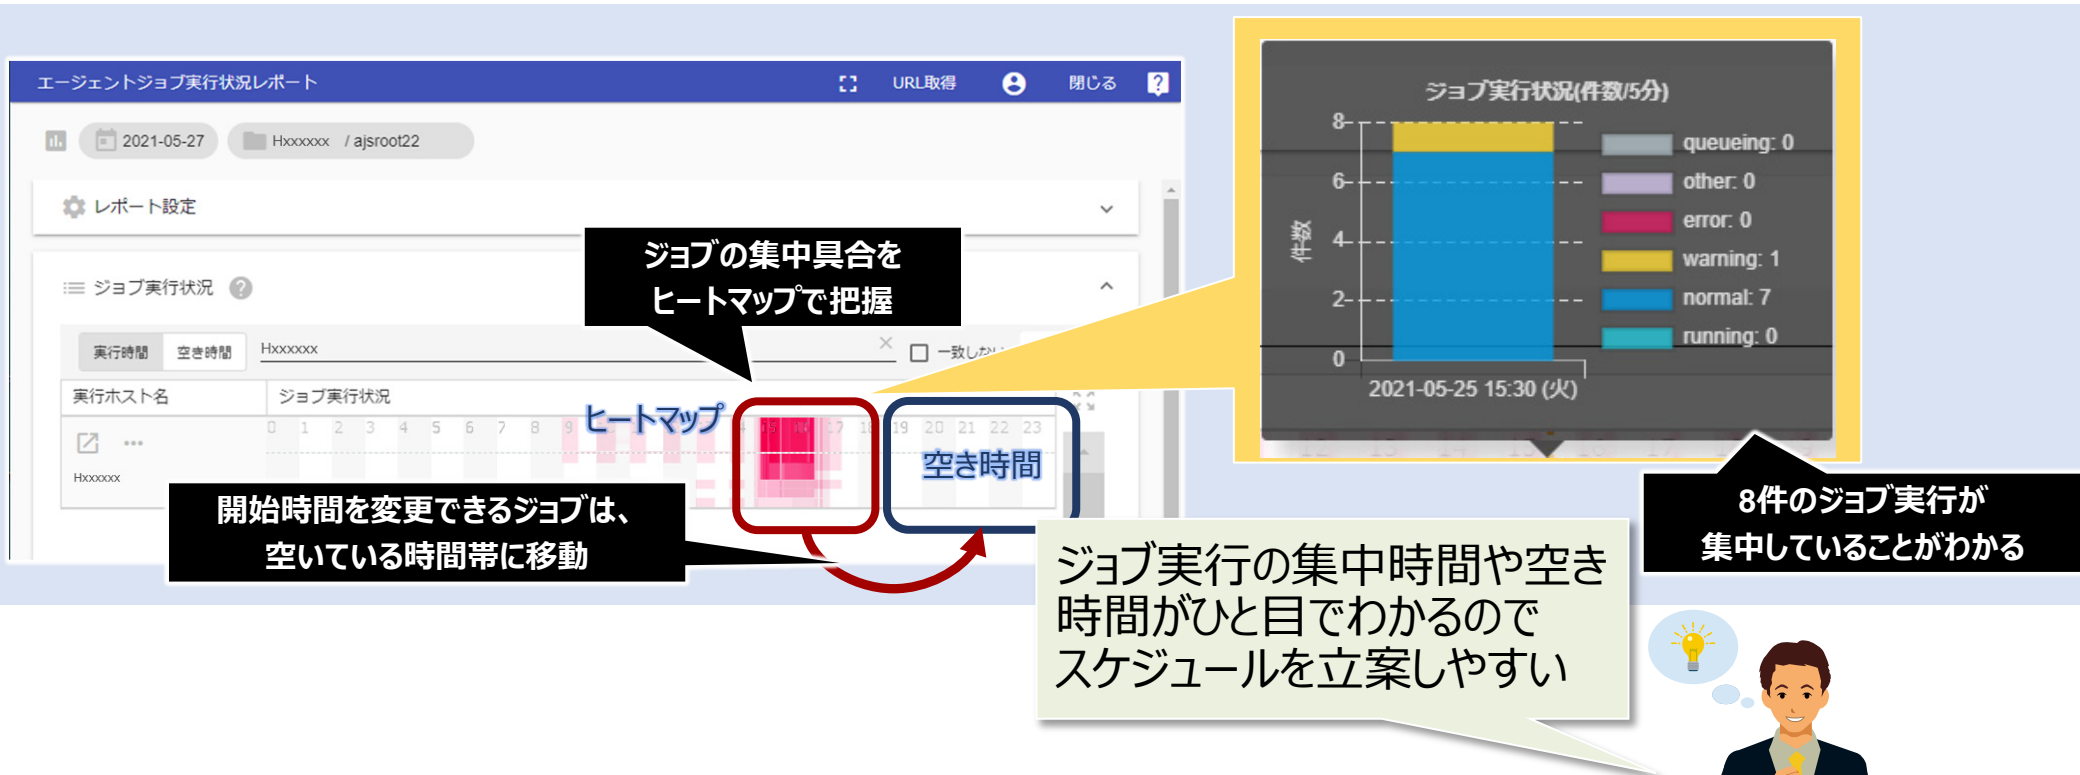 エージェントジョブ実行状況レポート
URL取得
閉じる
?
2021-05-27
Hxxxxxx / ajsroot22
レポート設定
ジョブの集中具合を
ヒートマップで把握
ジョブ実行状況 ?
実行時間
空き時間
Hxxxxxx
一致しない
実行ホスト名
ジョブ実行状況
0 1 2 3 4 5 6 7 8 9
ヒートマップ
4 15 16 17 18 19 20 21 22 23
空き時間
Hxxxxxx
開始時間を変更できるジョブは、
空いている時間帯に移動
ジョブ実行状況(件数/5分)
件数
8
6
4
2
0
2021-05-25 15:30 (火)
queueing: 0
other: 0
error: 0
warning: 1
normal: 7
running: 0
12 13 14 15 16 17
8件のジョブ実行が
集中していることがわかる
ジョブ実行の集中時間や空き
時間がひと目でわかるので
スケジュールを立案しやすい